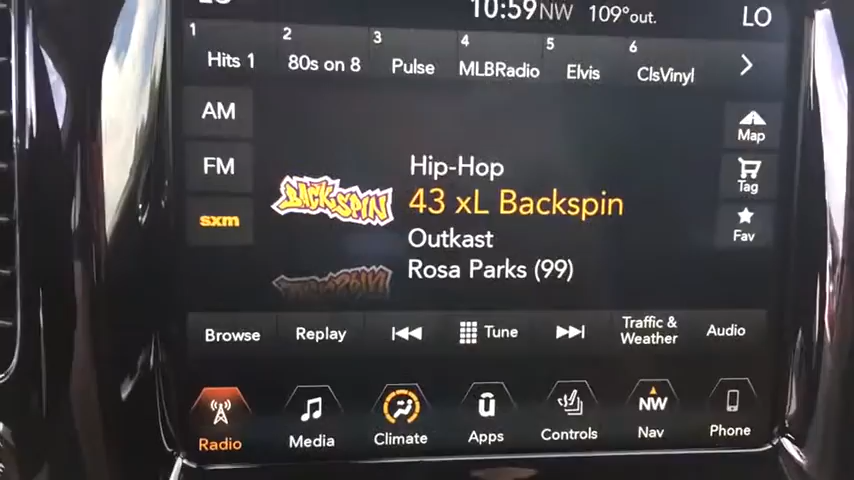 LO 10:59 NW 109°out. LO
1 2 3 4 5 6
Hits 1 80s on 8 Pulse MLBRadio Elvis ClsVinyl
AM
FM
sxm
BACKSPIN
Hip-Hop
43 xL Backspin
Outkast
Rosa Parks (99)
Map
Tag
Fav
Browse Replay Tune Traffic & Weather Audio
NW
Radio Media Climate Apps Controls Nav Phone